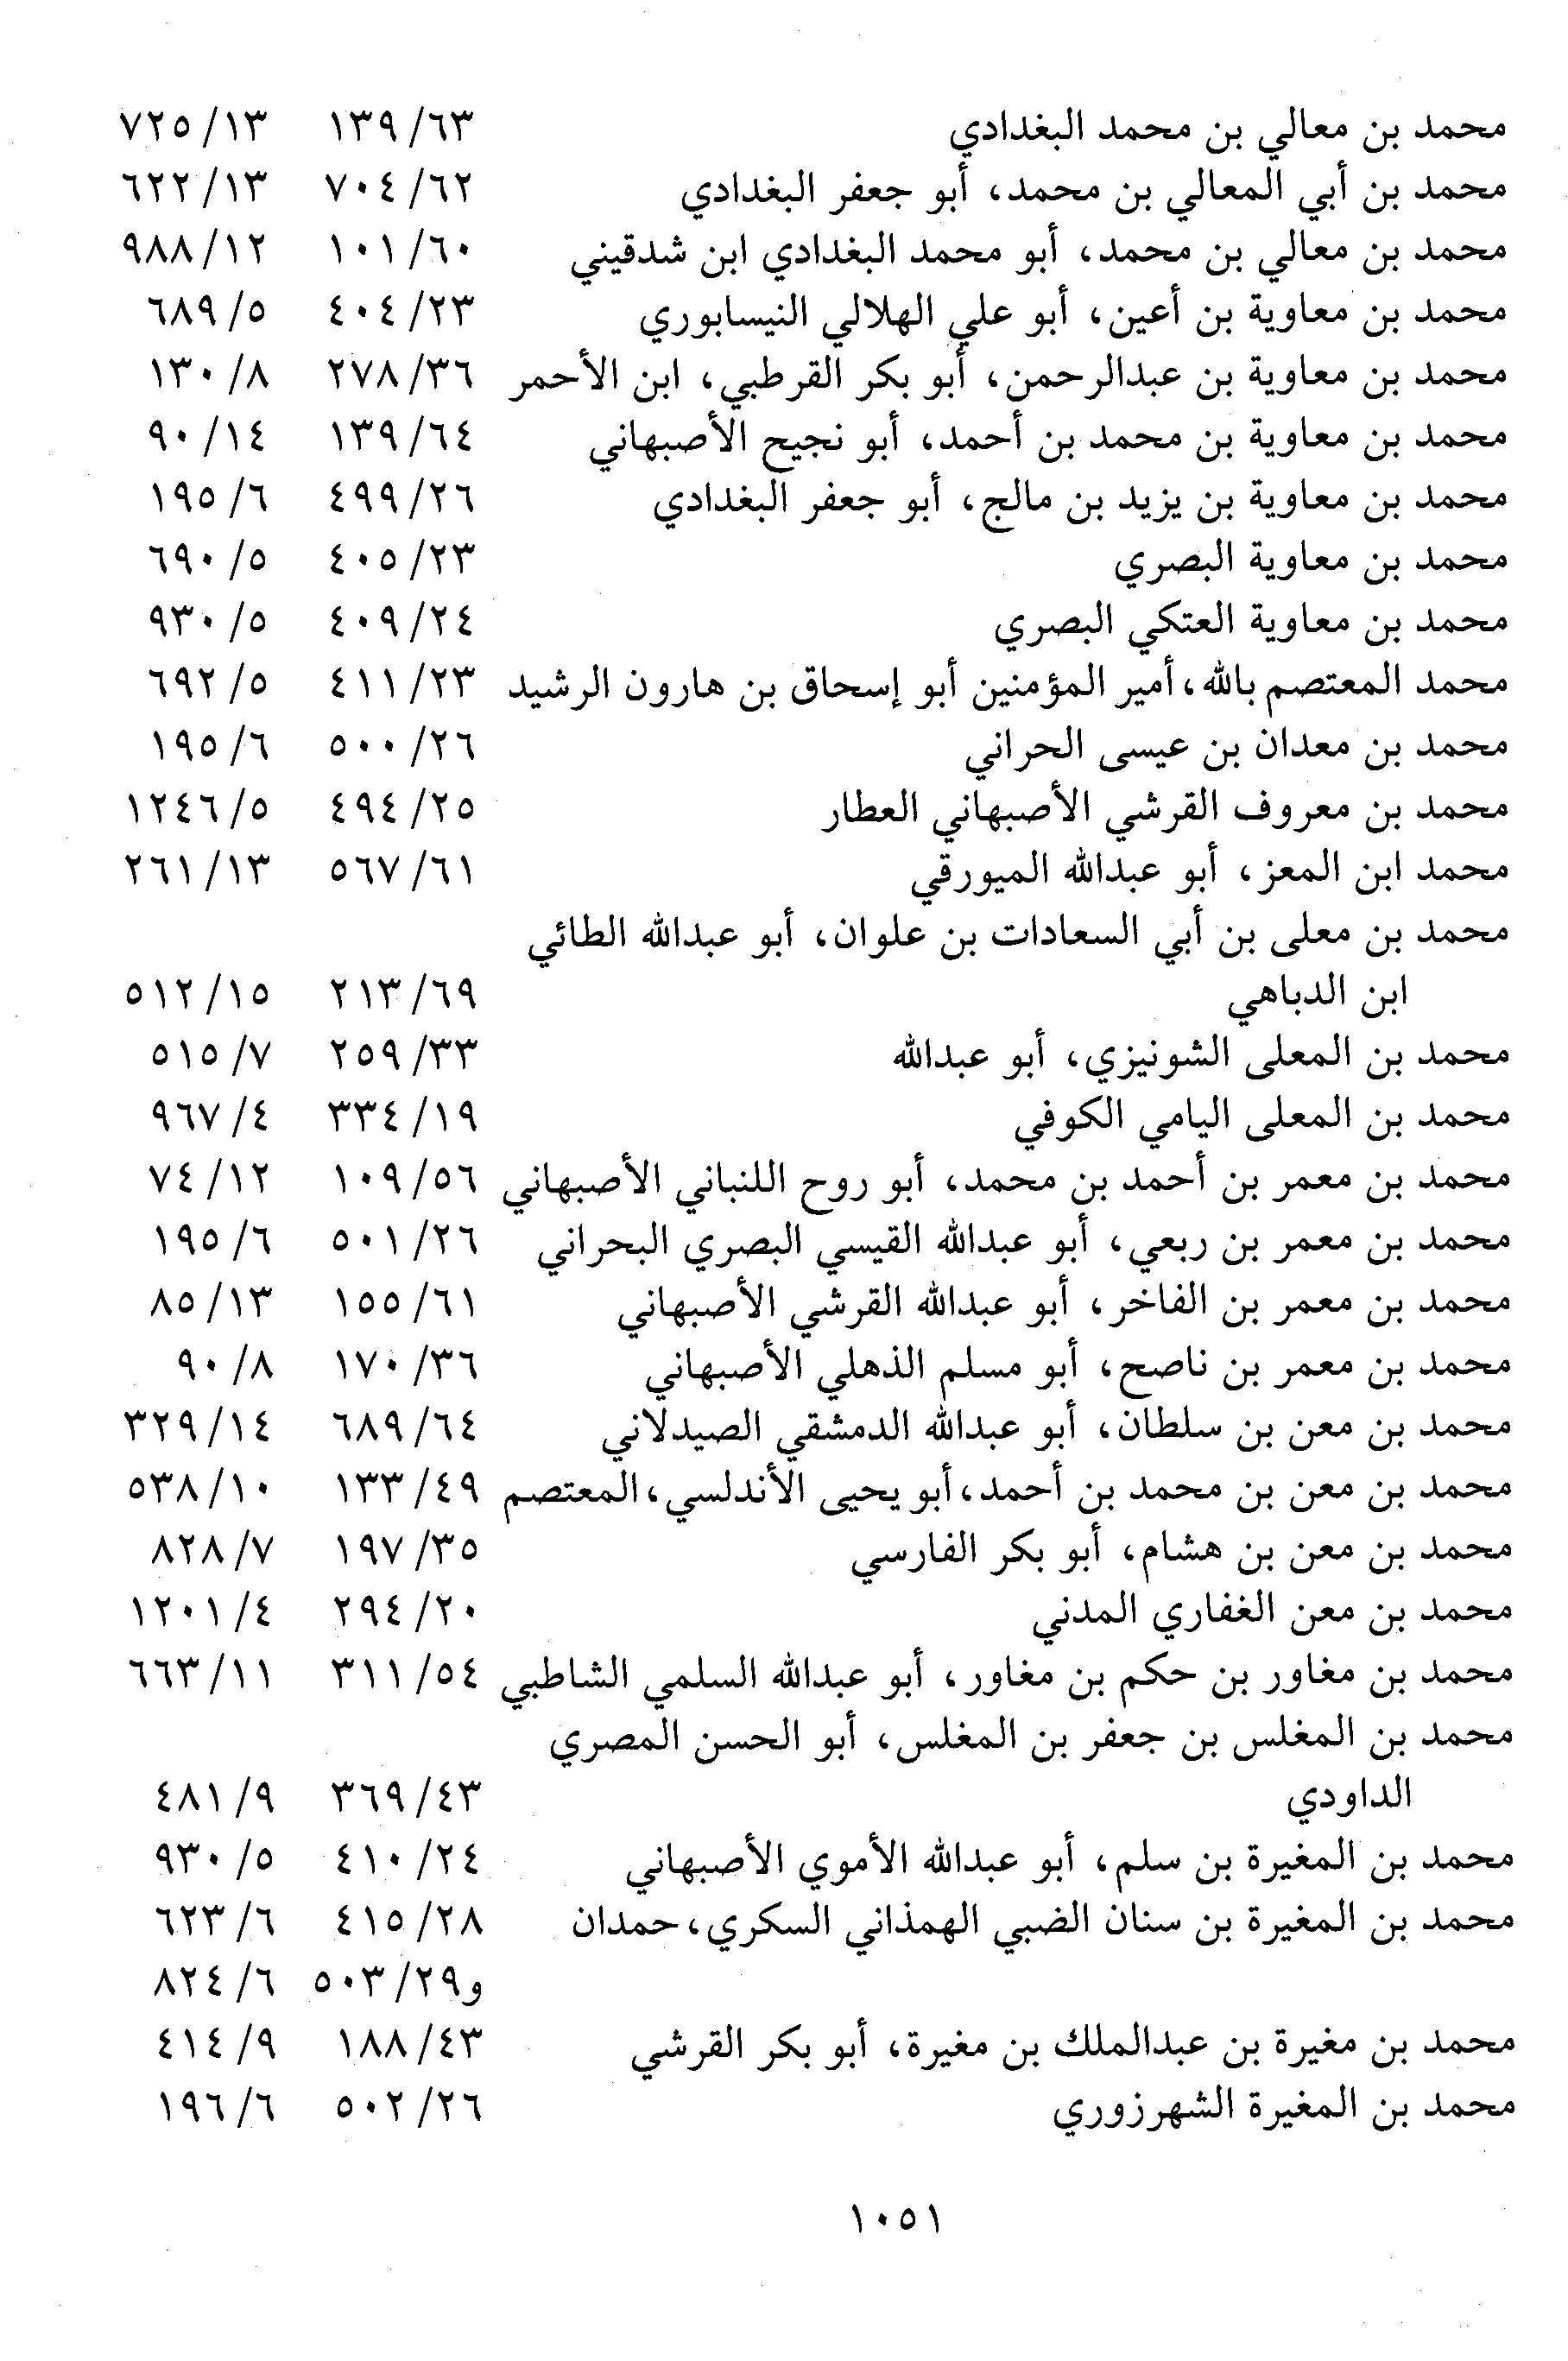 محمد بن معالي بن محمد البغدادي ٦٣/ ١٣٩ ١٣/ ٧٢٥
محمد بن أبي المعالي بن محمد، أبو جعفر البغدادي ٦٢/ ٧٠٤ ١٣/ ٦٢٢
محمد بن معالي بن محمد، أبو محمد البغدادي ابن شدقيني ٦٠/ ١٠١ ١٢/ ٩٨٨
محمد بن معاوية بن أعين، أبو علي الهلالي النيسابوري ٢٣/ ٤٠٤ ٥/ ٦٨٩
محمد بن معاوية بن عبدالرحمن، أبو بكر القرطبي، ابن الأحمر ٣٦/ ٢٧٨ ٨/ ١٣٠
محمد بن معاوية بن محمد بن أحمد، أبو نجيح الأصبهاني ٦٤/ ١٣٩ ١٤/ ٩٠
محمد بن معاوية بن يزيد بن مالج، أبو جعفر البغدادي ٢٦/ ٤٩٩ ٦/ ١٩٥
محمد بن معاوية البصري ٢٣/ ٤٠٥ ٥/ ٦٩٠
محمد بن معاوية العتكي البصري ٢٤/ ٤٠٩ ٥/ ٩٣٠
محمد المعتصم بالله، أمير المؤمنين أبو إسحاق بن هارون الرشيد ٢٣/ ٤١١ ٥/ ٦٩٢
محمد بن معدان بن عيسى الحراني ٢٦/ ٥٠٠ ٦/ ١٩٥
محمد بن معروف القرشي الأصبهاني العطار ٢٥/ ٤٩٤ ٥/ ١٢٤٦
محمد ابن المعز، أبو عبدالله الميورقي ٦١/ ٥٦٧ ١٣/ ٢٦١
محمد بن معلى بن أبي السعادات بن علوان، أبو عبدالله الطائي
ابن الدباهي ٦٩/ ٢١٣ ١٥/ ٥١٢
محمد بن المعلى الشونيزي، أبو عبدالله ٣٣/ ٢٥٩ ٧/ ٥١٥
محمد بن المعلى اليامي الكوفي ١٩/ ٣٣٤ ٤/ ٩٦٧
محمد بن معمر بن أحمد بن محمد، أبو روح اللنباني الأصبهاني ٥٦/ ١٠٩ ١٢/ ٧٤
محمد بن معمر بن ربعي، أبو عبدالله القيسي البصري البحراني ٢٦/ ٥٠١ ٦/ ١٩٥
محمد بن معمر بن الفاخر، أبو عبدالله القرشي الأصبهاني ٦١/ ١٥٥ ١٣/ ٨٥
محمد بن معمر بن ناصح، أبو مسلم الذهلي الأصبهاني ٣٦/ ١٧٠ ٨/ ٩٠
محمد بن معن بن سلطان، أبو عبدالله الدمشقي الصيدلاني ٦٤/ ٦٨٩ ١٤/ ٣٢٩
محمد بن معن بن محمد بن أحمد، أبو يحيى الأندلسي، المعتصم ٤٩/ ١٣٣ ١٠/ ٥٣٨
محمد بن معن بن هشام، أبو بكر الفارسي ٣٥/ ١٩٧ ٧/ ٨٢٨
محمد بن معن الغفاري المدني ٢٠/ ٢٩٤ ٤/ ١٢٠١
محمد بن مغاور بن حكم بن مغاور، أبو عبدالله السلمي الشاطبي ٥٤/ ٣١١ ١١/ ٦٦٣
محمد بن المغلس بن جعفر بن المغلس، أبو الحسن المصري
الداودي ٤٣/ ٣٦٩ ٩/ ٤٨١
محمد بن المغيرة بن سلم، أبو عبدالله الأموي الأصبهاني ٢٤/ ٤١٠ ٥/ ٩٣٠
محمد بن المغيرة بن سنان الضبي الهمذاني السكري، حمدان ٢٨/ ٤١٥ ٦/ ٦٢٣
و٢٩/ ٥٠٣ ٦/ ٨٢٤
محمد بن مغيرة بن عبدالملك بن مغيرة، أبو بكر القرشي ٤٣/ ١٨٨ ٩/ ٤١٤
محمد بن المغيرة الشهرزوري ٢٦/ ٥٠٢ ٦/ ١٩٦
١٠٥١